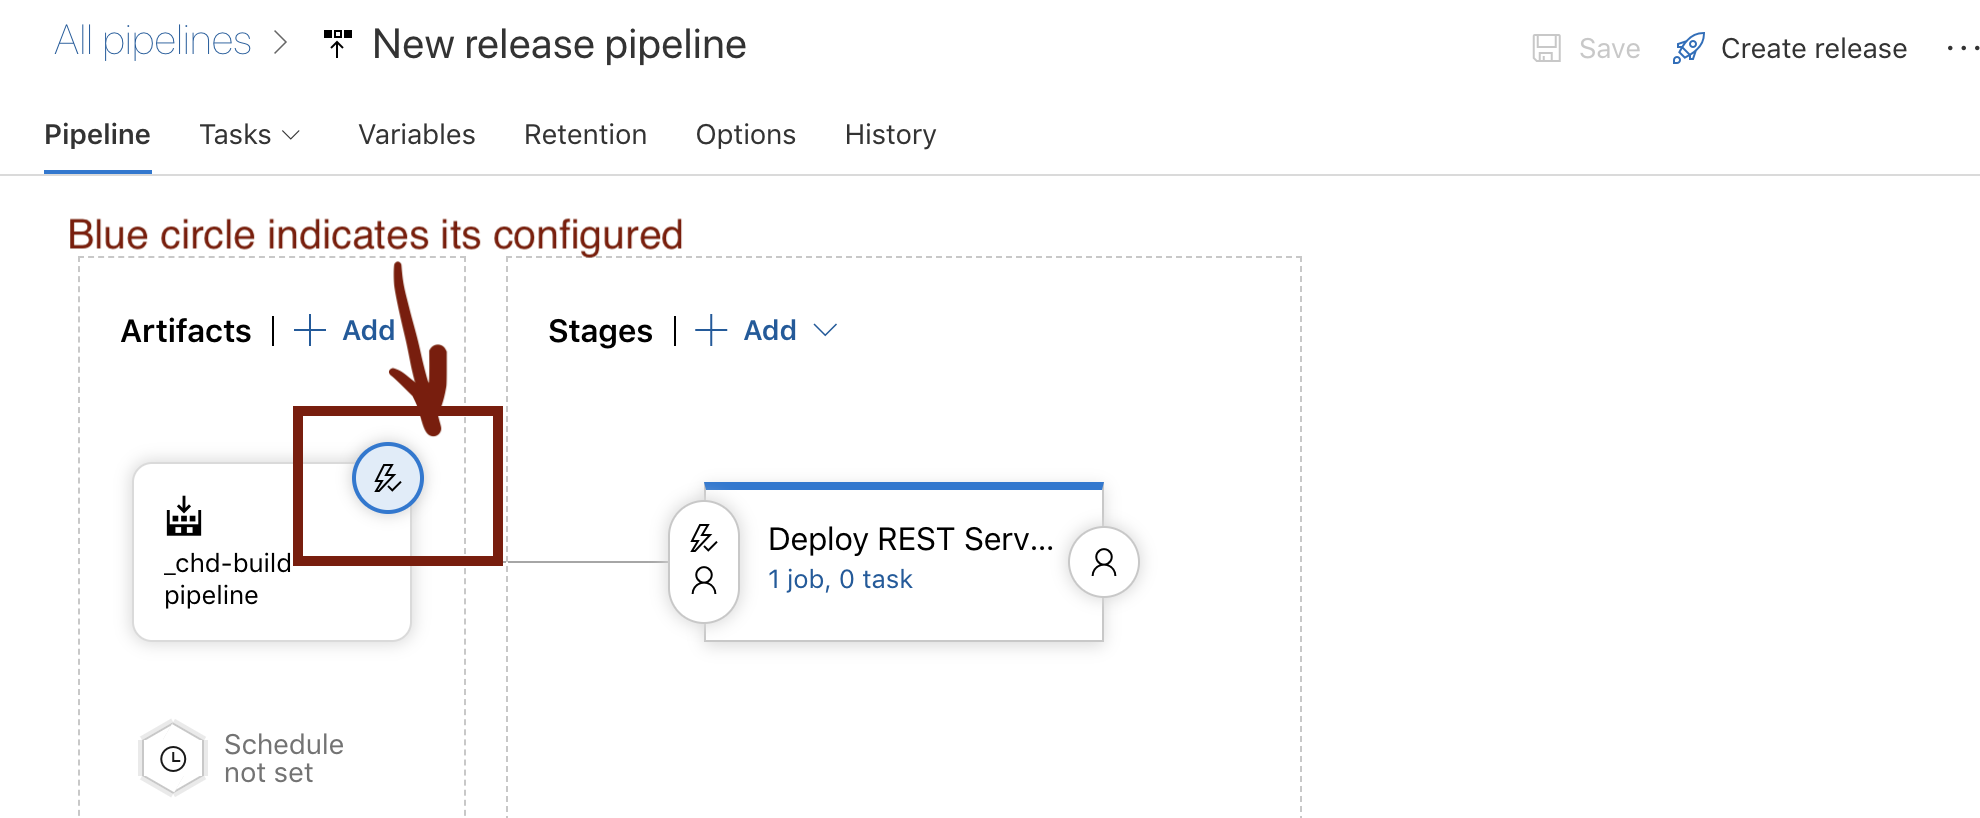 All pipelines > New release pipeline
Save Create release ...
Pipeline Tasks Variables Retention Options History
Blue circle indicates its configured
Artifacts | + Add
Stages | + Add
_chd-build
pipeline
Deploy REST Serv...
1 job, 0 task
Schedule
not set